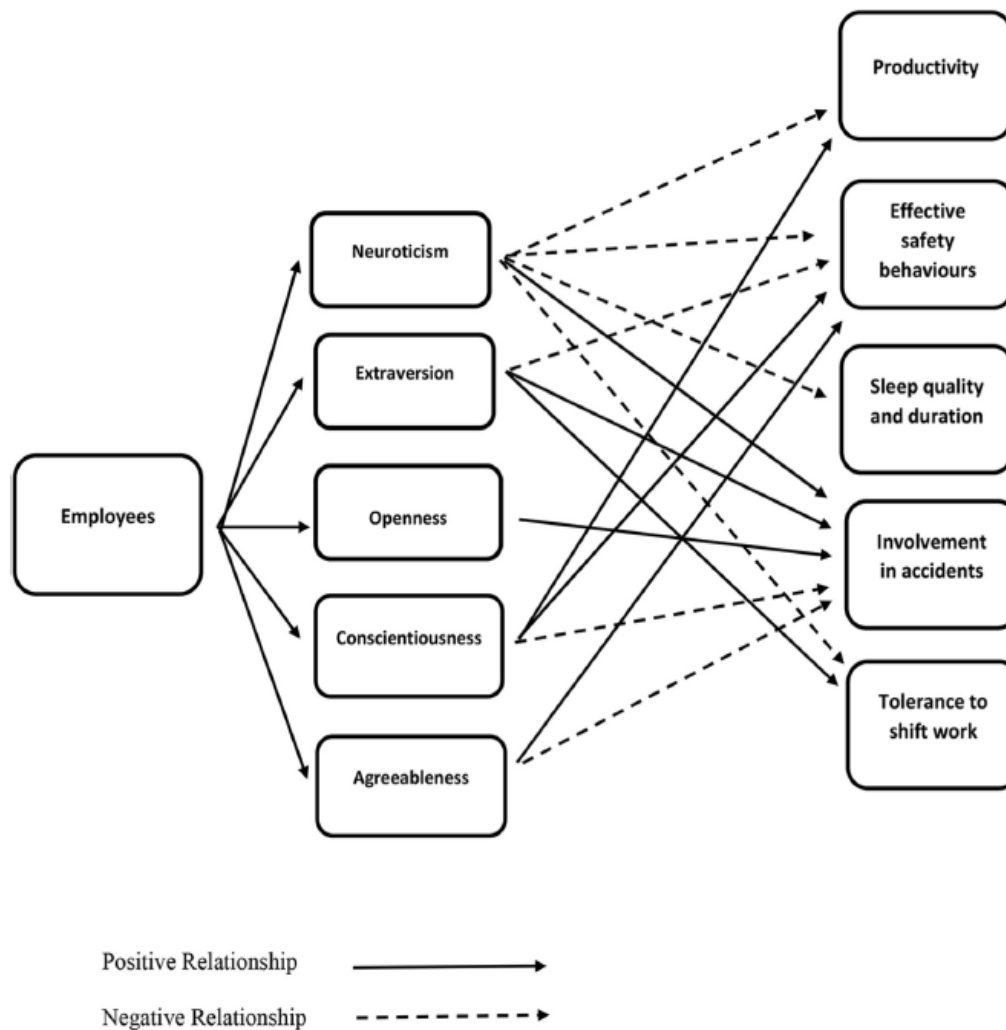 Productivity
Effective
safety
behaviours
Neuroticism
Extraversion
Sleep quality
and duration
Employees
Openness
Involvement
in accidents
Conscientiousness
Tolerance to
shift work
Agreeableness
Positive Relationship
Negative Relationship